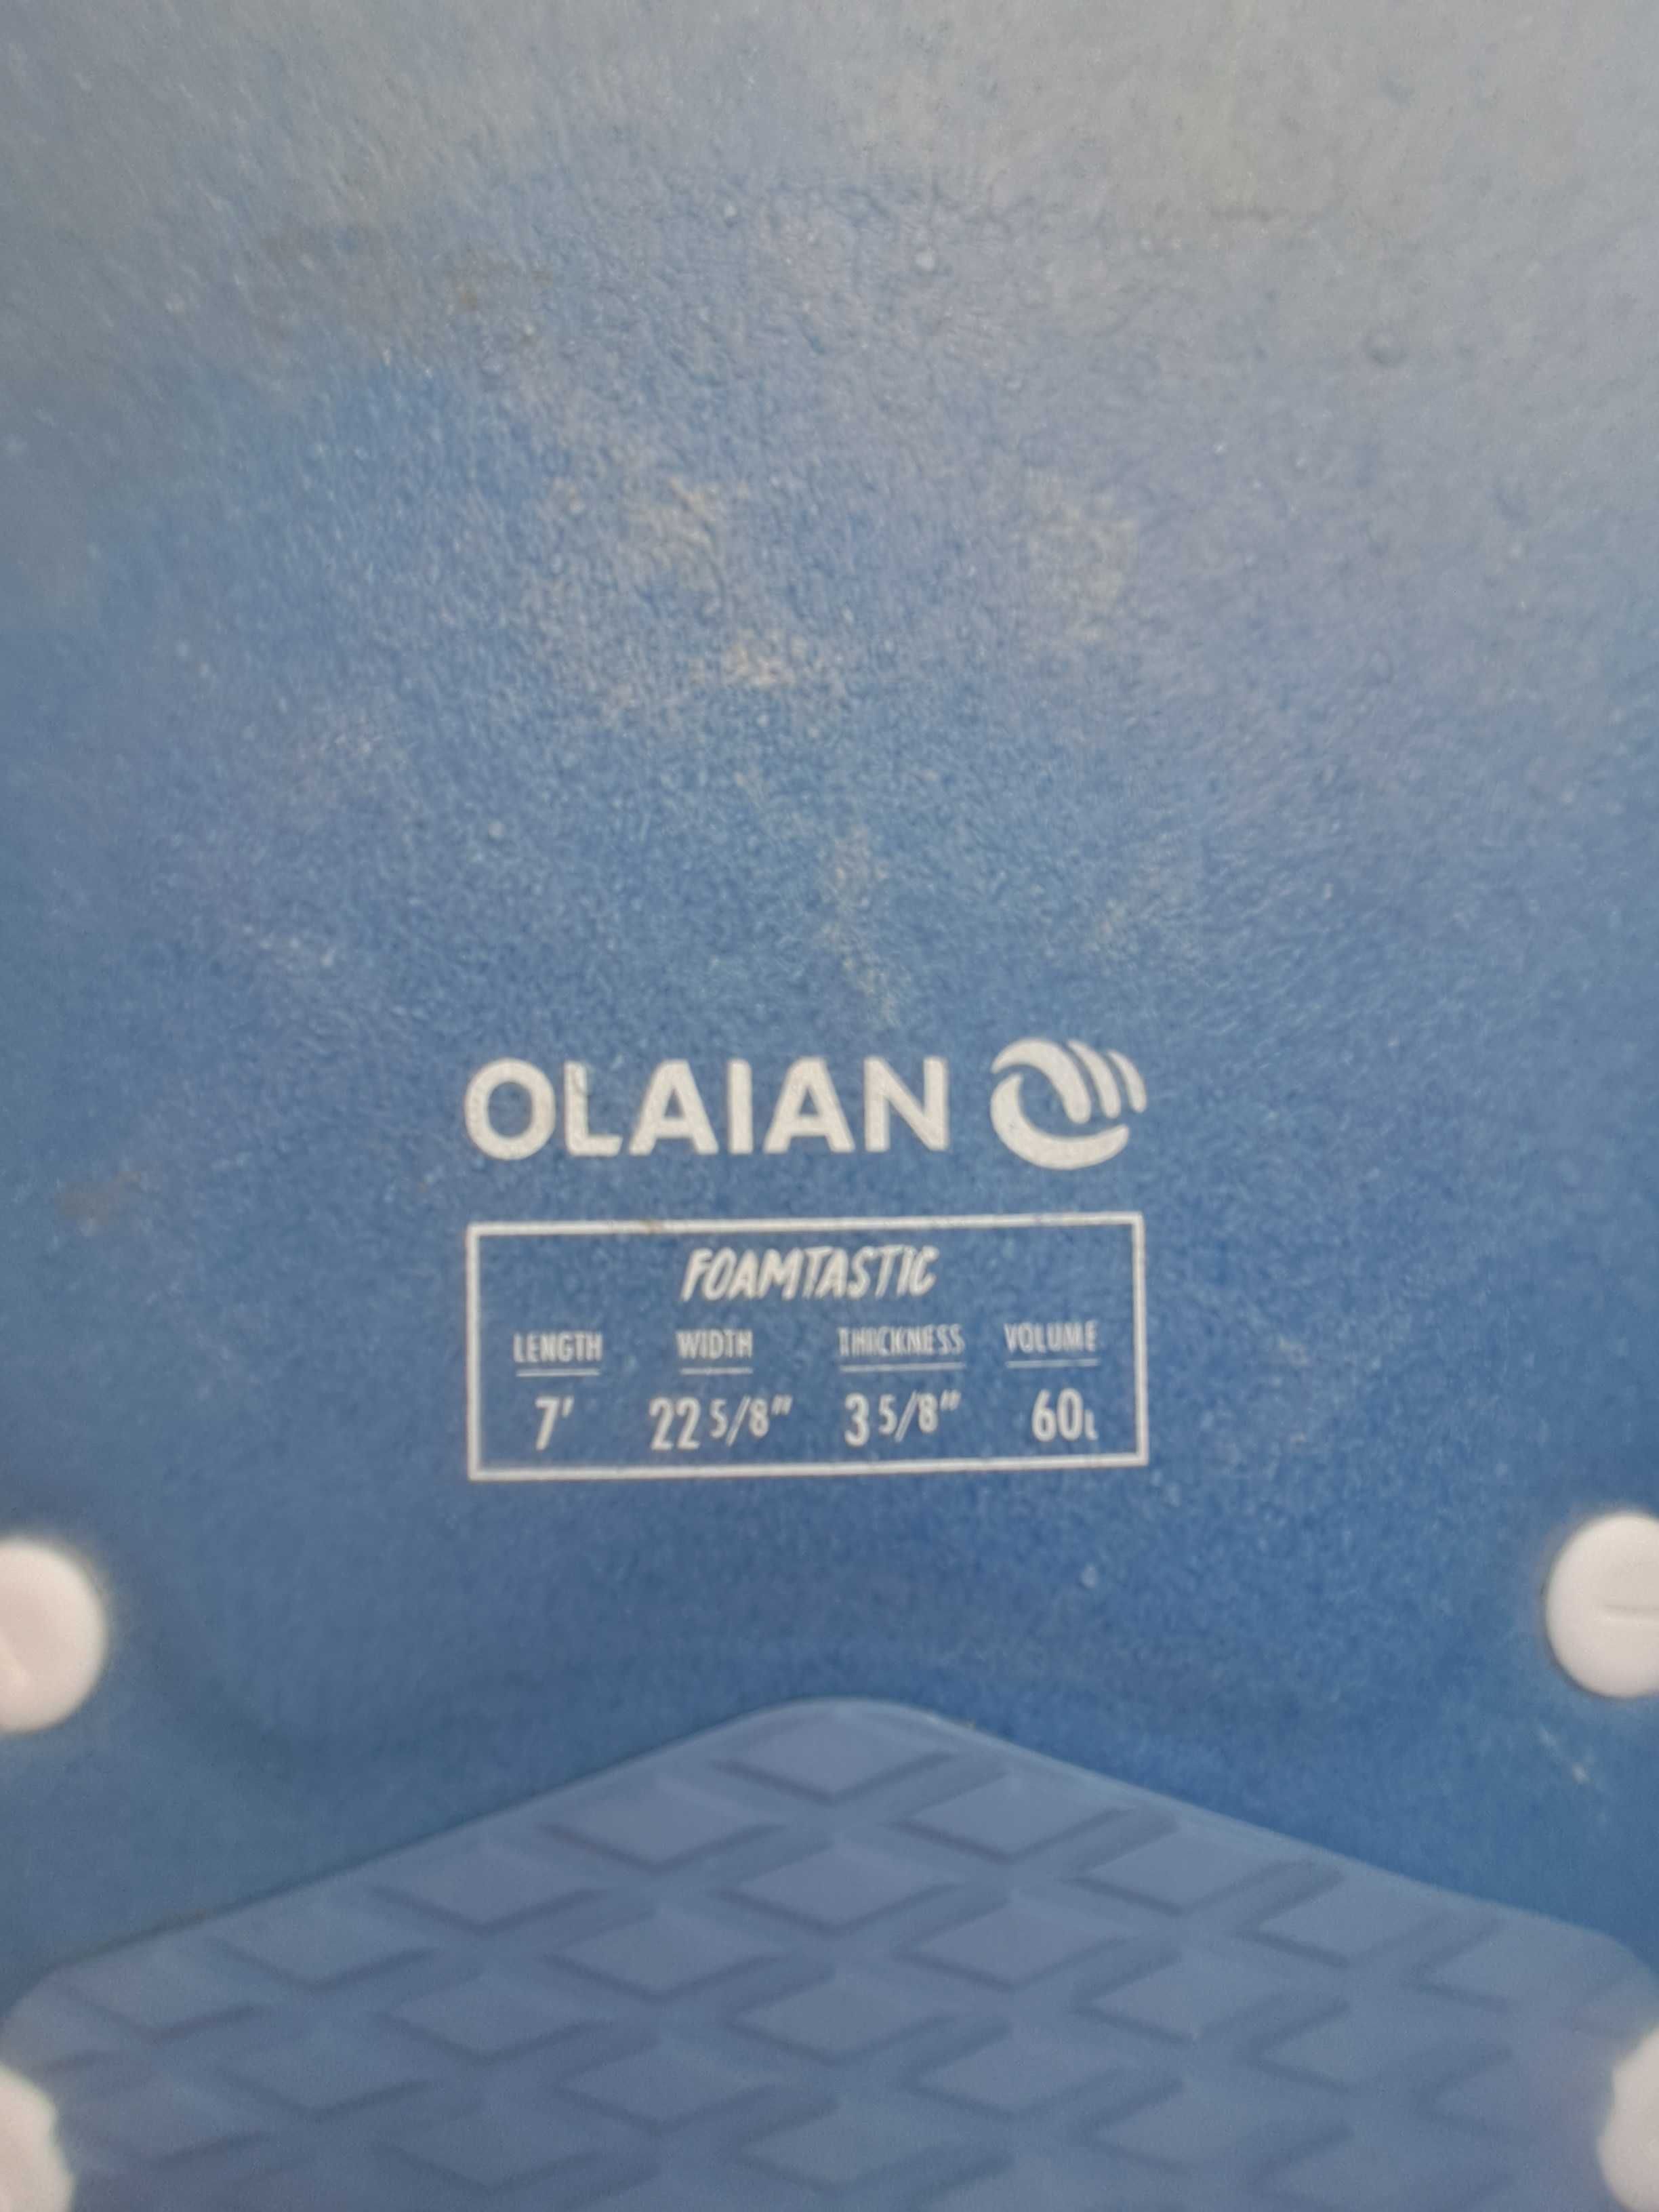 OLAIAN
FOAMTASTIC
LENGTH WIDTH THICKNESS VOLUME
7' 22 5/8" 3 5/8" 60L